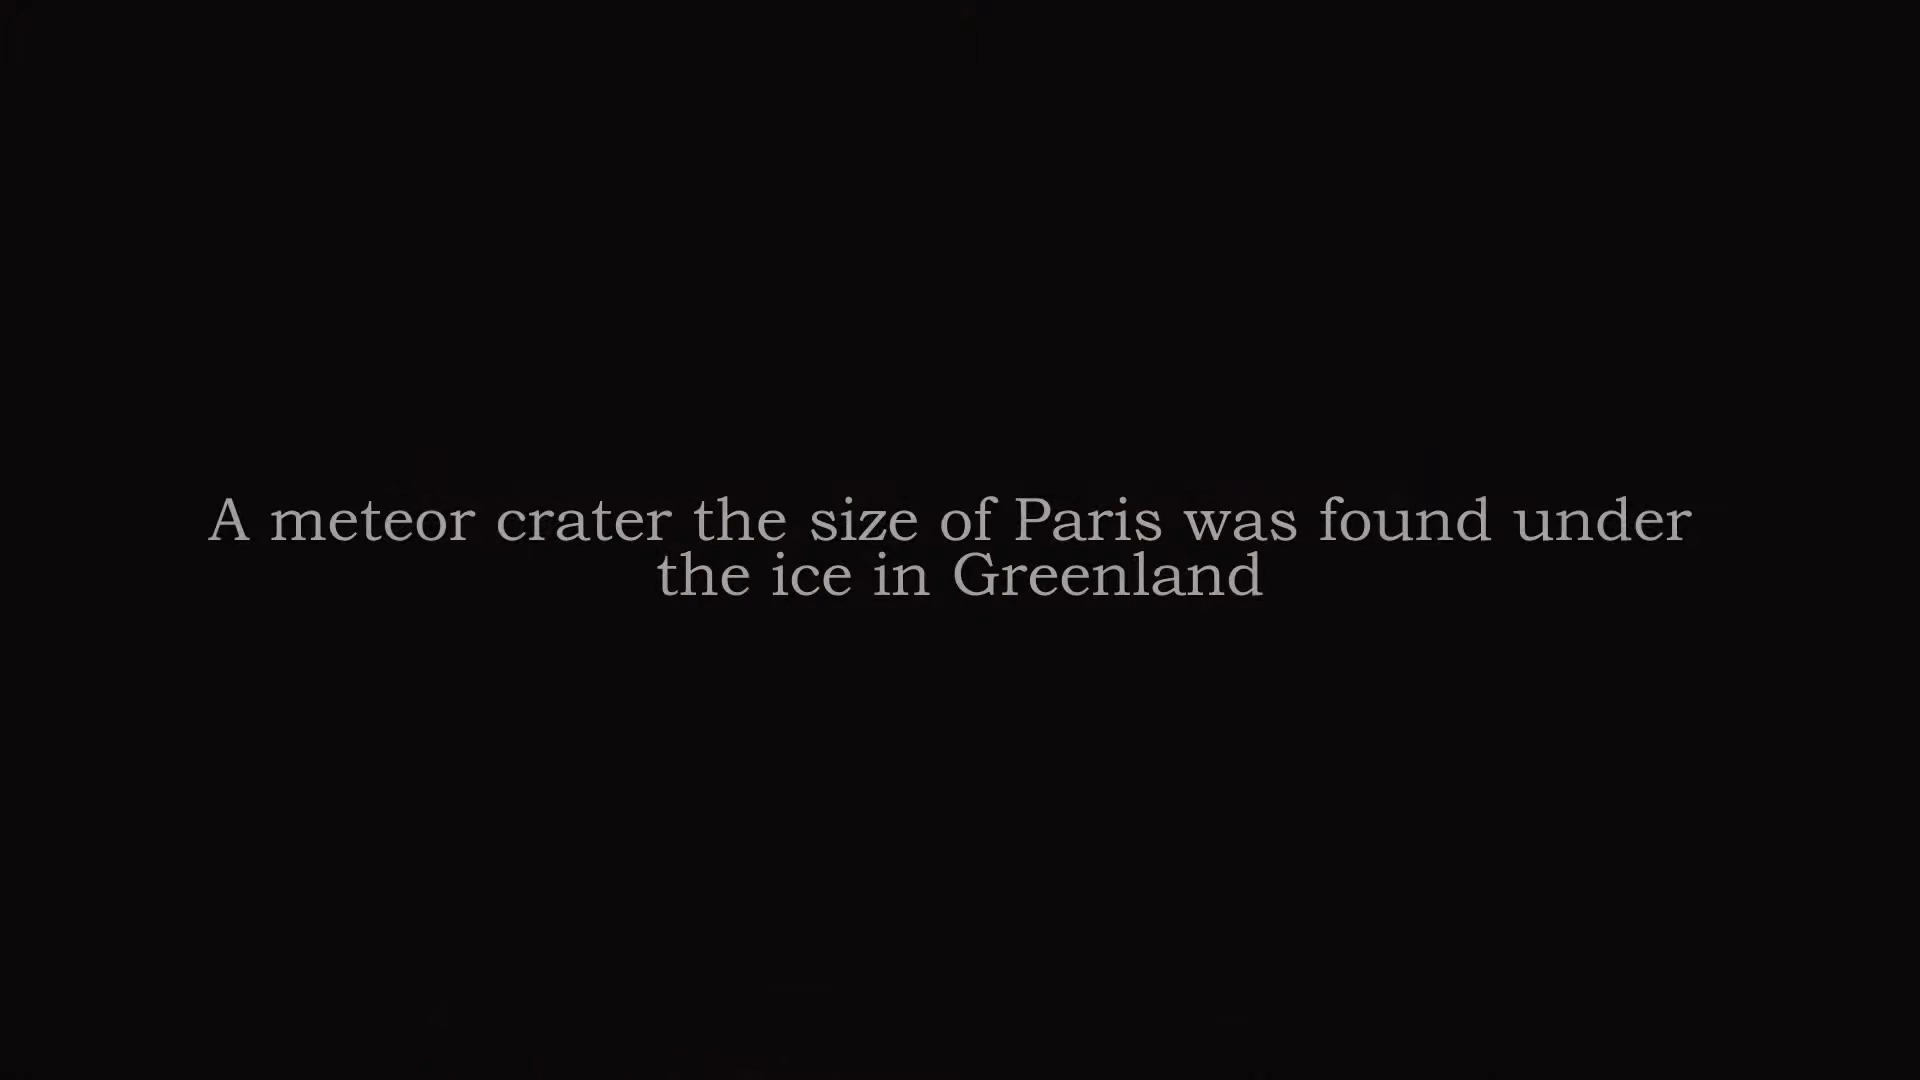 A meteor crater the size of Paris was found under
the ice in Greenland